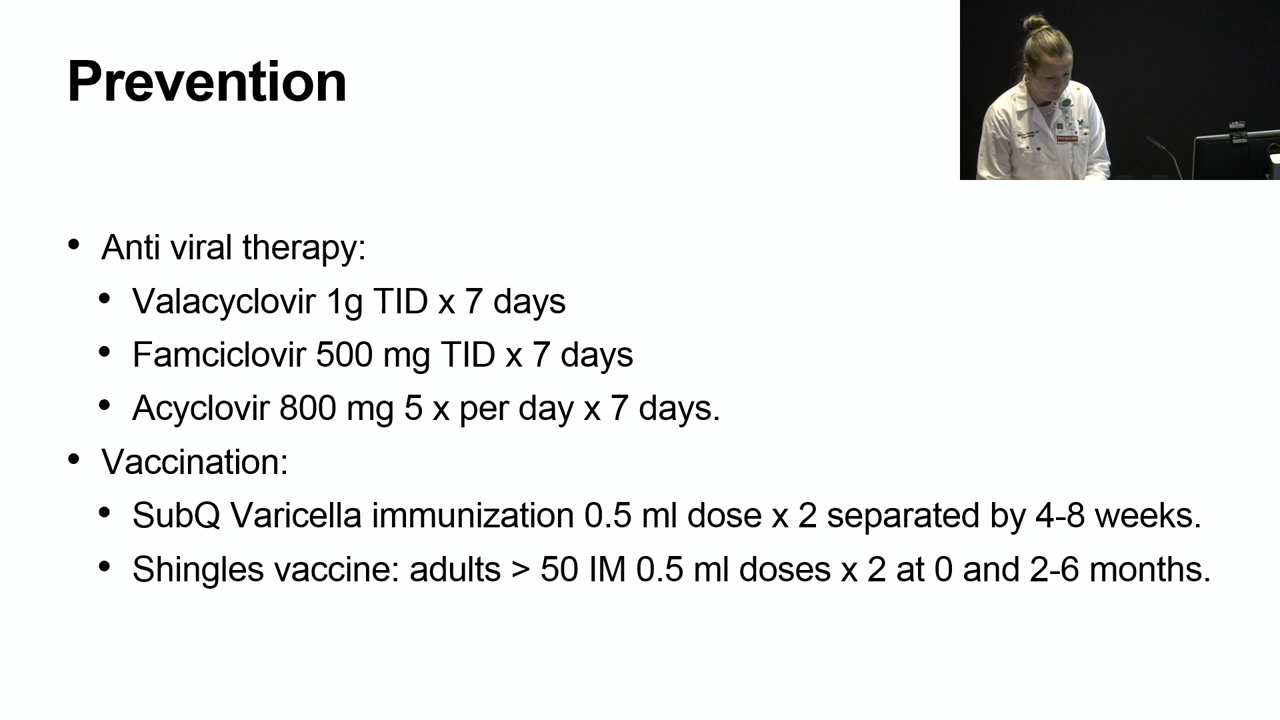 Prevention
• Anti viral therapy:
• Valacyclovir 1g TID x 7 days
• Famciclovir 500 mg TID x 7 days
• Acyclovir 800 mg 5 x per day x 7 days.
• Vaccination:
• SubQ Varicella immunization 0.5 ml dose x 2 separated by 4-8 weeks.
• Shingles vaccine: adults > 50 IM 0.5 ml doses x 2 at 0 and 2-6 months.